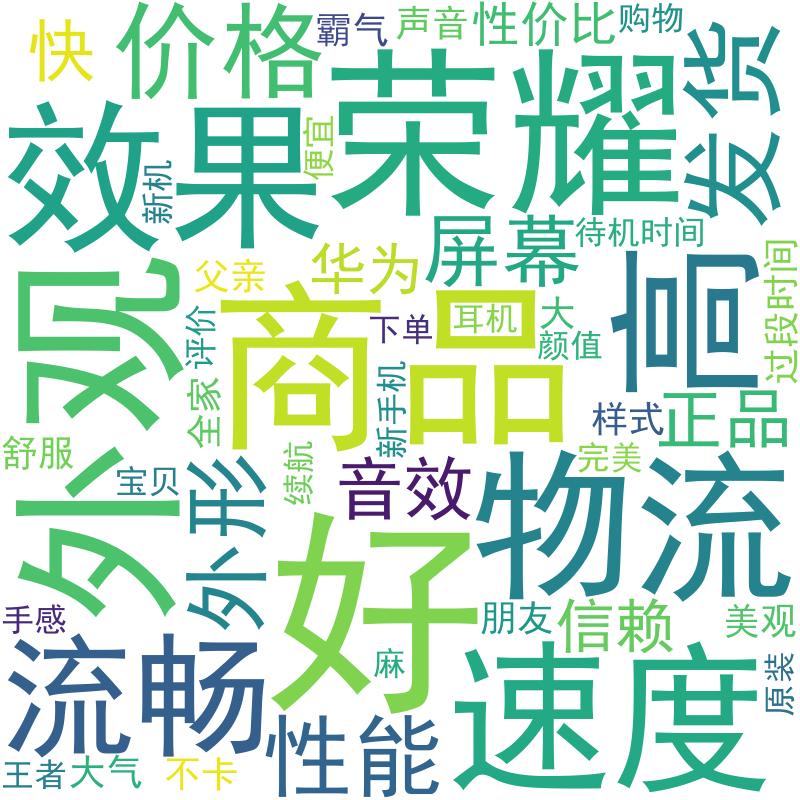 快
价格
霸气
声音
性价比
购物
效果
荣耀
发货
便宜
新机
屏幕
待机时间
外观
父亲
华为
高
过段时间
商品
下单
耳机
大
颜值
评价
全家
新手机
样式
正品
舒服
宝贝
外形
续航
音效
完美
物流
好
手感
流畅
麻
朋友
信赖
美观
原装
速度
性能
王者
大气
不卡